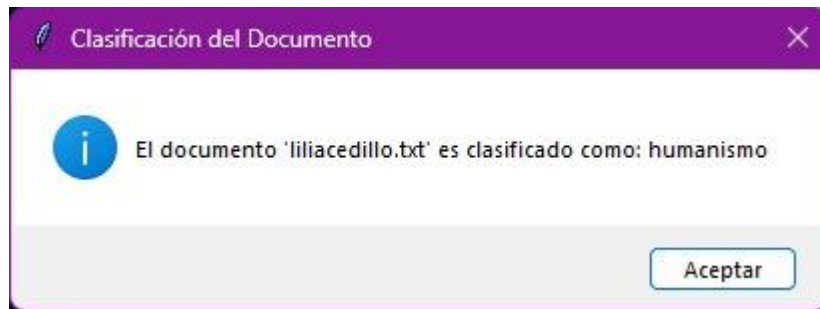 Clasificación del Documento
El documento 'liliacedillo.txt' es clasificado como: humanismo
Aceptar